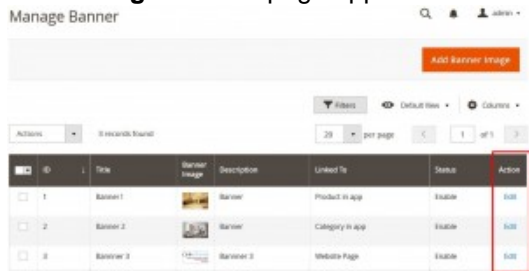 Manage Banner
admin
Add Banner Image
Filters Default View Columns
Actions 3 records found 20 per page 1 of 1
ID Title Banner Image Description Linked To Status Action
1 Banner1 Banner Product in app Enable Edit
2 Banner 2 Banner Category in app Enable Edit
3 Banner 3 Banner 3 Website Page Enable Edit